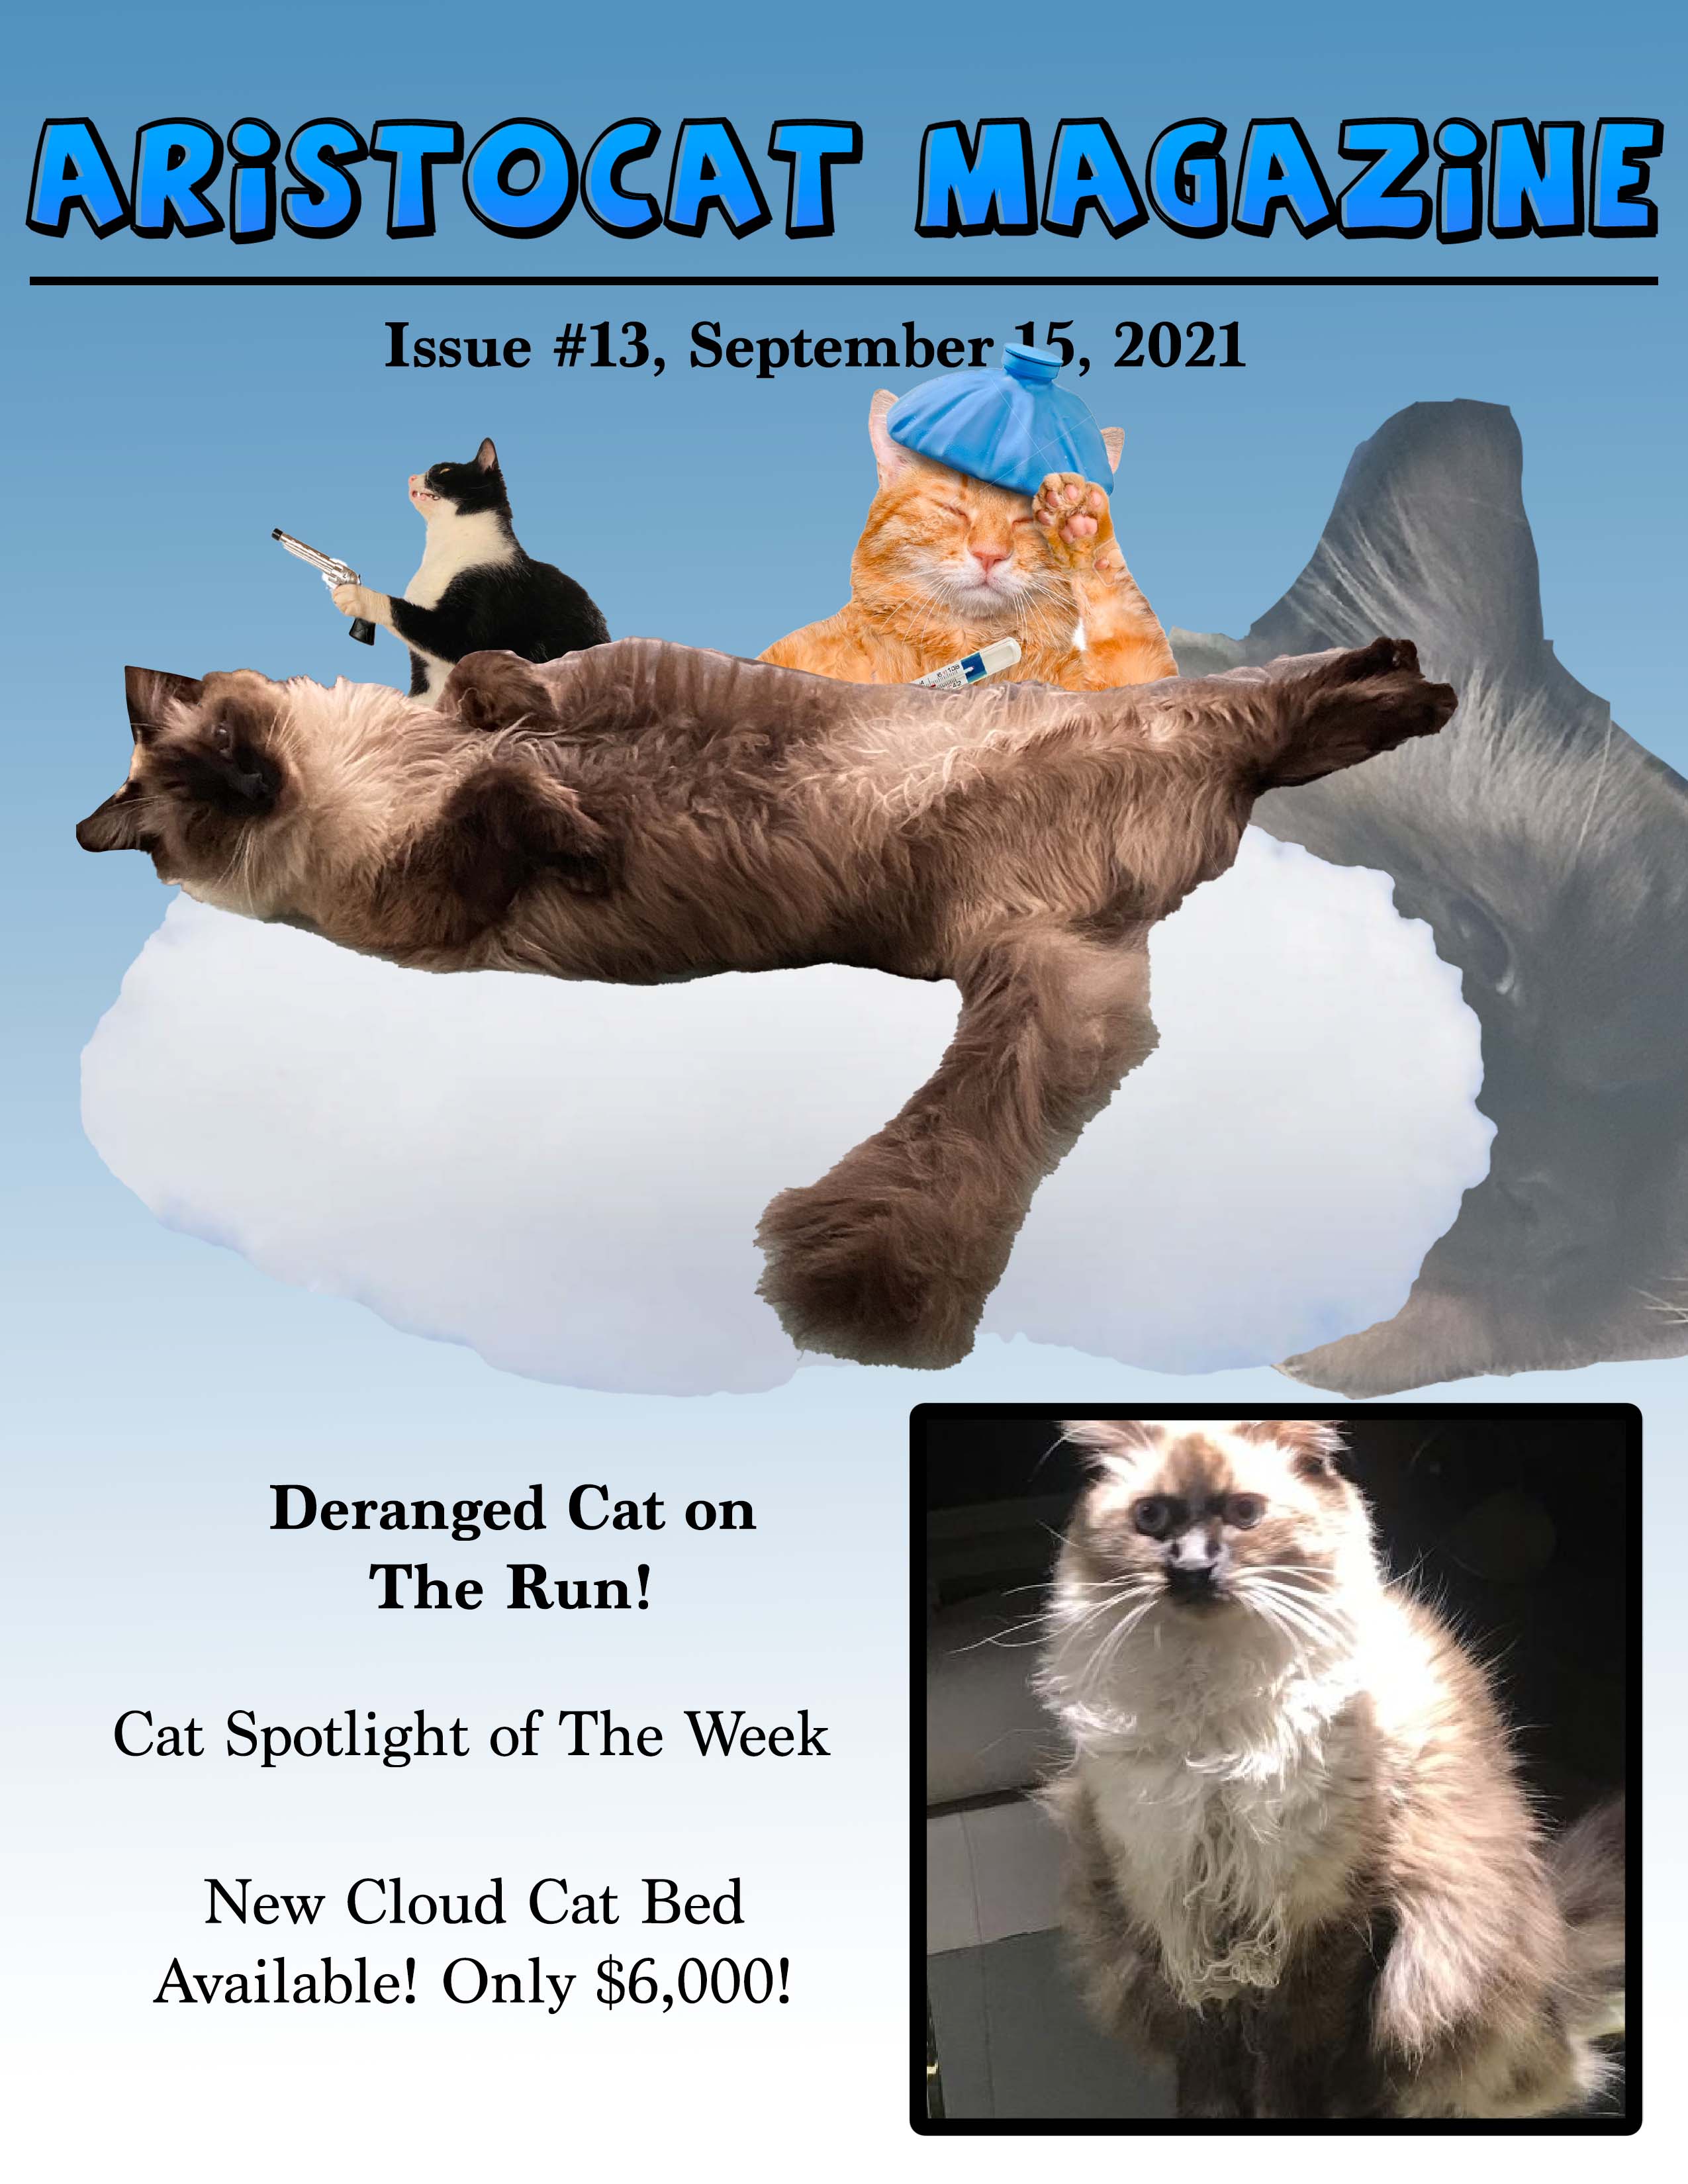 ARiSTOCAT MAGAZiNE
Issue #13, September 15, 2021
Deranged Cat on
The Run!
Cat Spotlight of The Week
New Cloud Cat Bed
Available! Only $6,000!